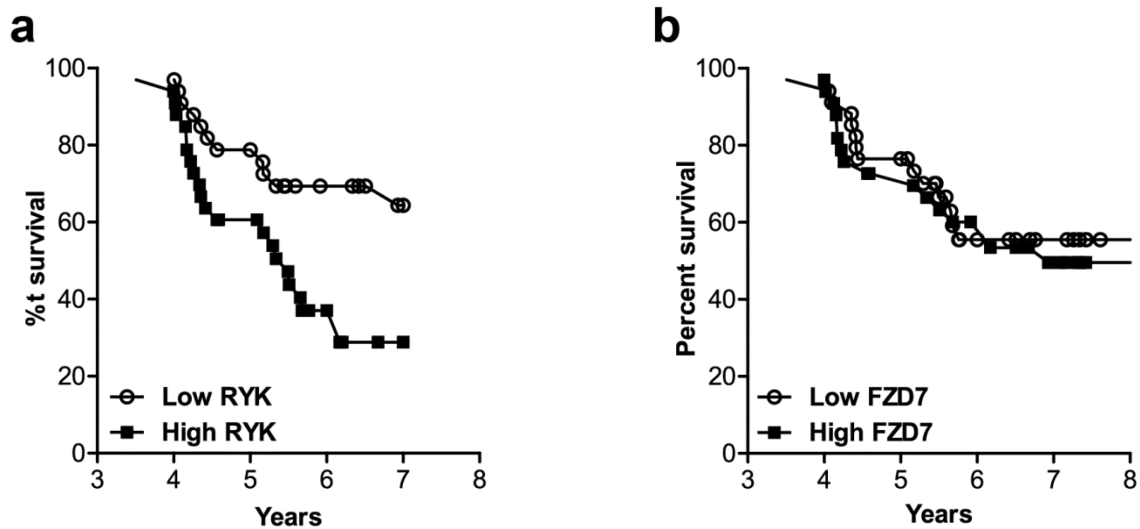 a
100
80
60
40
20
0
%t survival
Low RYK
High RYK
3 4 5 6 7 8
Years
b
100
80
60
40
20
0
Percent survival
Low FZD7
High FZD7
3 4 5 6 7 8
Years